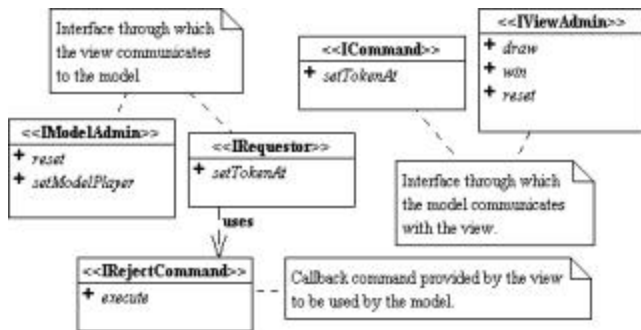 Interface through which
the view communicates
to the model
<<ICommand>>
+ setTokenAt
<<IViewAdmin>>
+ draw
+ win
+ reset
<<IModelAdmin>>
+ reset
+ setModelPlayer
<<IRequestor>>
+ setTokenAt
Interface through which
the model communicates
with the view.
uses
<<IRejectCommand>>
+ execute
Callback command provided by the view
to be used by the model.